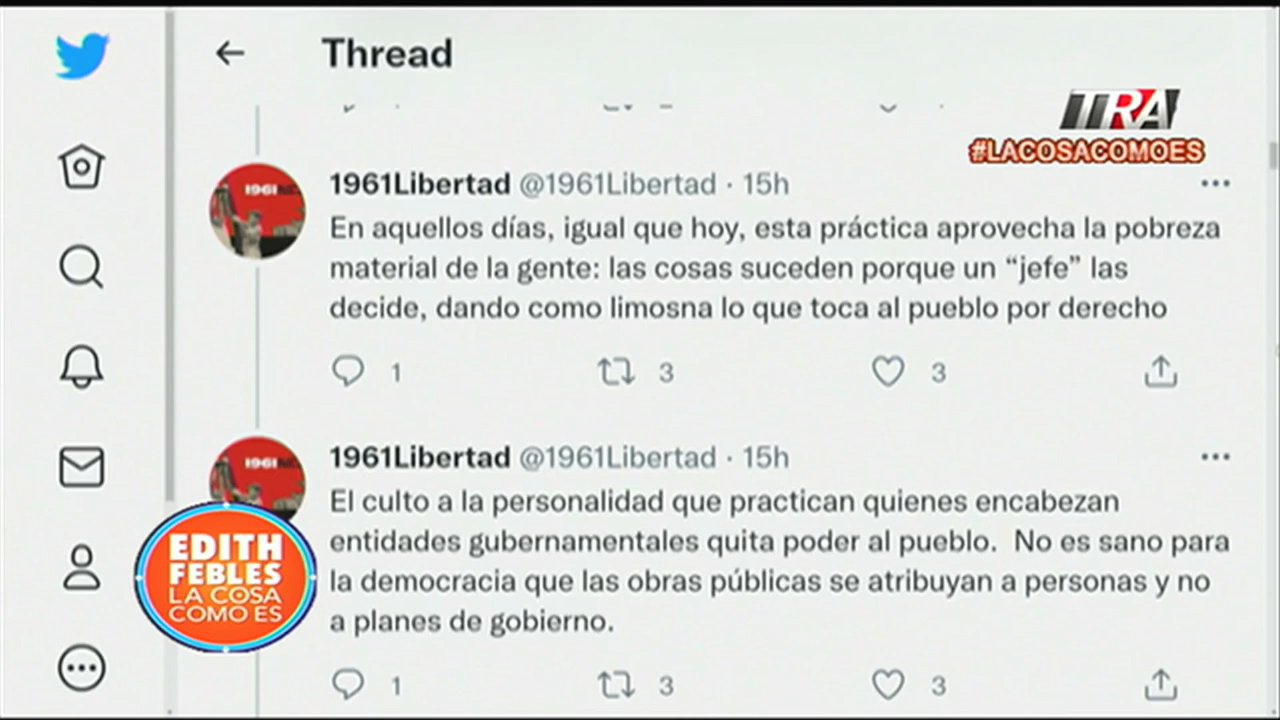 Thread
TRA
#LACOSACOMOES
1961Libertad @1961Libertad · 15h
En aquellos días, igual que hoy, esta práctica aprovecha la pobreza
material de la gente: las cosas suceden porque un “jefe” las
decide, dando como limosna lo que toca al pueblo por derecho
1 3 3
1961Libertad @1961Libertad · 15h
El culto a la personalidad que practican quienes encabezan
entidades gubernamentales quita poder al pueblo. No es sano para
la democracia que las obras públicas se atribuyan a personas y no
a planes de gobierno.
1 3 3
1961
1961
EDITH
FEBLES
LA COSA
COMO ES